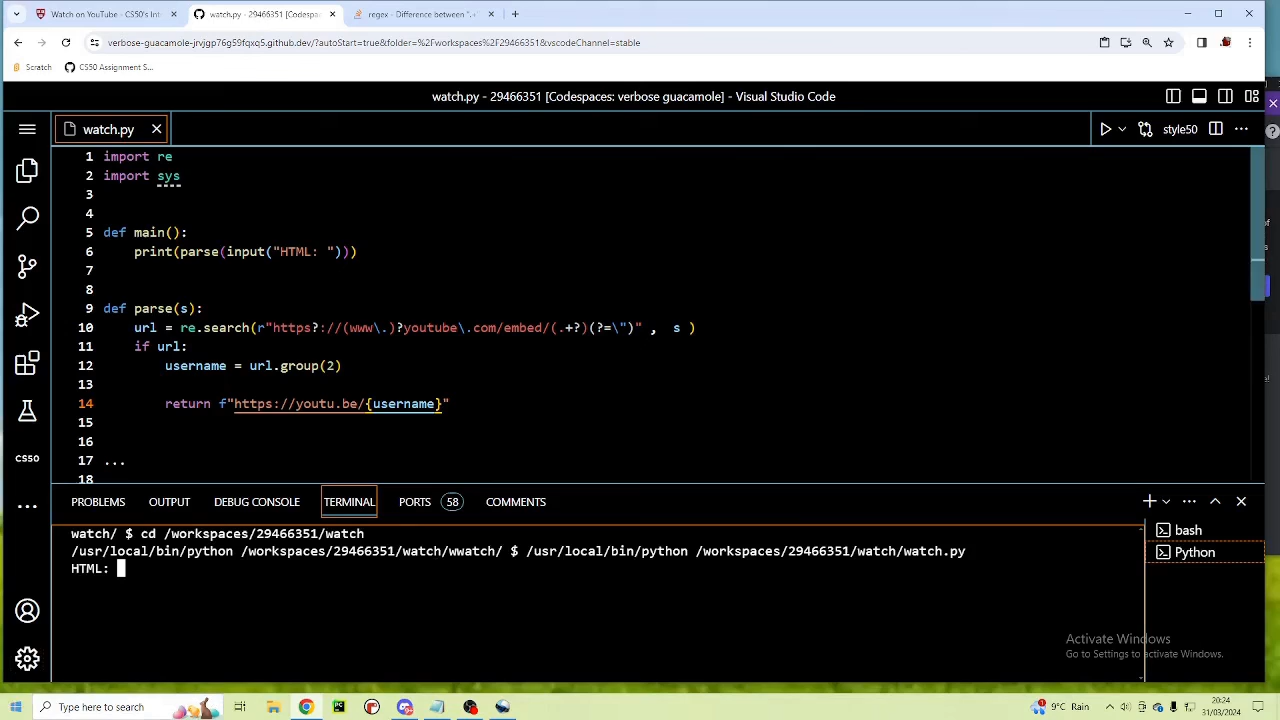 Watch on YouTube - CS50's Int
watch.py - 29466351 [Codespac
regex - Difference between ".
verbose-guacamole-jrvjgp76g59fqxq5.github.dev/?autoStart=true&folder=%2Fworkspaces%2F29466351&vscodeChannel=stable
Scratch
CS50 Assignment S...
watch.py - 29466351 [Codespaces: verbose guacamole] - Visual Studio Code
watch.py
style50
1 import re
2 import sys
3
4
5 def main():
6 print(parse(input("HTML: ")))
7
8
9 def parse(s):
10 url = re.search(r"https?://(www\.)?youtube\.com/embed/(.+?)(?=\")" , s )
11 if url:
12 username = url.group(2)
13
14 return f"https://youtu.be/{username}"
15
16
17 ...
18
CS50
PROBLEMS
OUTPUT
DEBUG CONSOLE
TERMINAL
PORTS 58
COMMENTS
watch/ $ cd /workspaces/29466351/watch
/usr/local/bin/python /workspaces/29466351/watch/ /usr/local/bin/python /workspaces/29466351/watch/watch.py
HTML:
bash
Python
Activate Windows
Go to Settings to activate Windows.
Type here to search
9°C Rain
20:24
31/03/2024